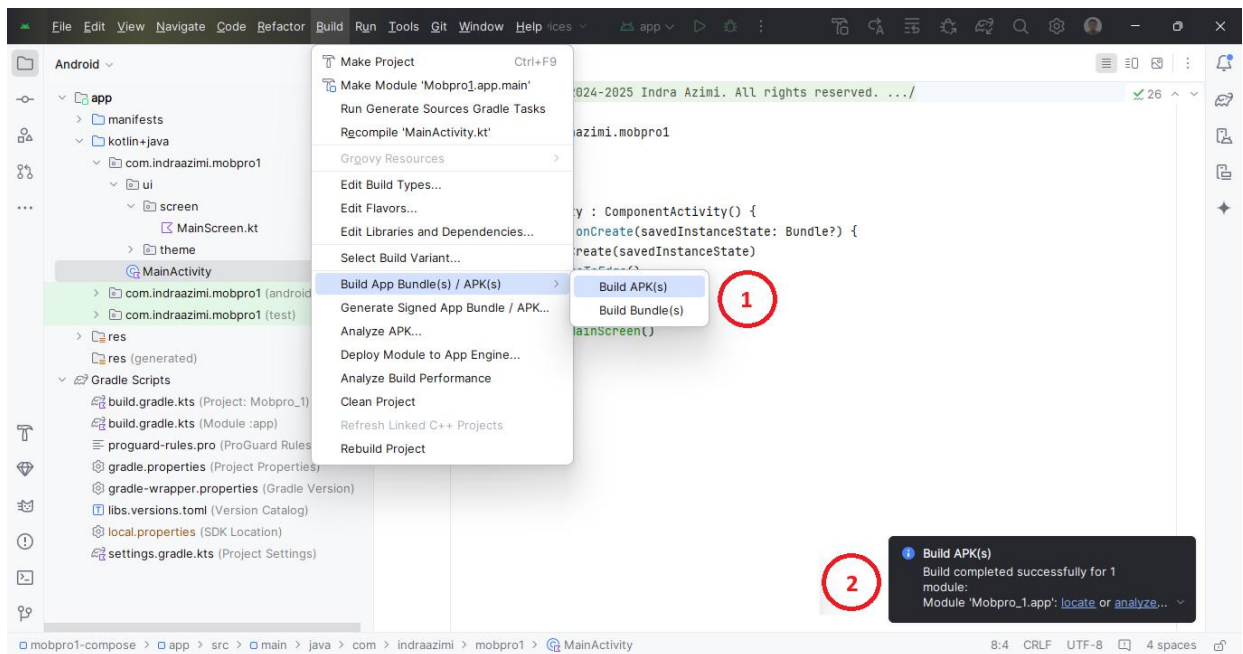 File Edit View Navigate Code Refactor Build Run Tools Git Window Help app
Android
app
manifests
kotlin+java
com.indraazimi.mobpro1
ui
screen
MainScreen.kt
theme
MainActivity
com.indraazimi.mobpro1 (android
com.indraazimi.mobpro1 (test)
res
res (generated)
Gradle Scripts
build.gradle.kts (Project: Mobpro_1)
build.gradle.kts (Module :app)
proguard-rules.pro (ProGuard Rules
gradle.properties (Project Properties)
gradle-wrapper.properties (Gradle Version)
libs.versions.toml (Version Catalog)
local.properties (SDK Location)
settings.gradle.kts (Project Settings)
Make Project Ctrl+F9
Make Module 'Mobpro1.app.main'
Run Generate Sources Gradle Tasks
Recompile 'MainActivity.kt'
Groovy Resources
Edit Build Types...
Edit Flavors...
Edit Libraries and Dependencies...
Select Build Variant...
Build App Bundle(s) / APK(s)
Generate Signed App Bundle / APK...
Analyze APK...
Deploy Module to App Engine...
Analyze Build Performance
Clean Project
Refresh Linked C++ Projects
Rebuild Project
Build APK(s)
Build Bundle(s)
1
024-2025 Indra Azimi. All rights reserved. .../
26
azimi.mobpro1
y : ComponentActivity() {
onCreate(savedInstanceState: Bundle?) {
reate(savedInstanceState)
ainScreen()
2
Build APK(s)
Build completed successfully for 1
module:
Module 'Mobpro_1.app': locate or analyze...
mobpro1-compose > app > src > main > java > com > indraazimi > mobpro1 > MainActivity
8:4 CRLF UTF-8 4 spaces